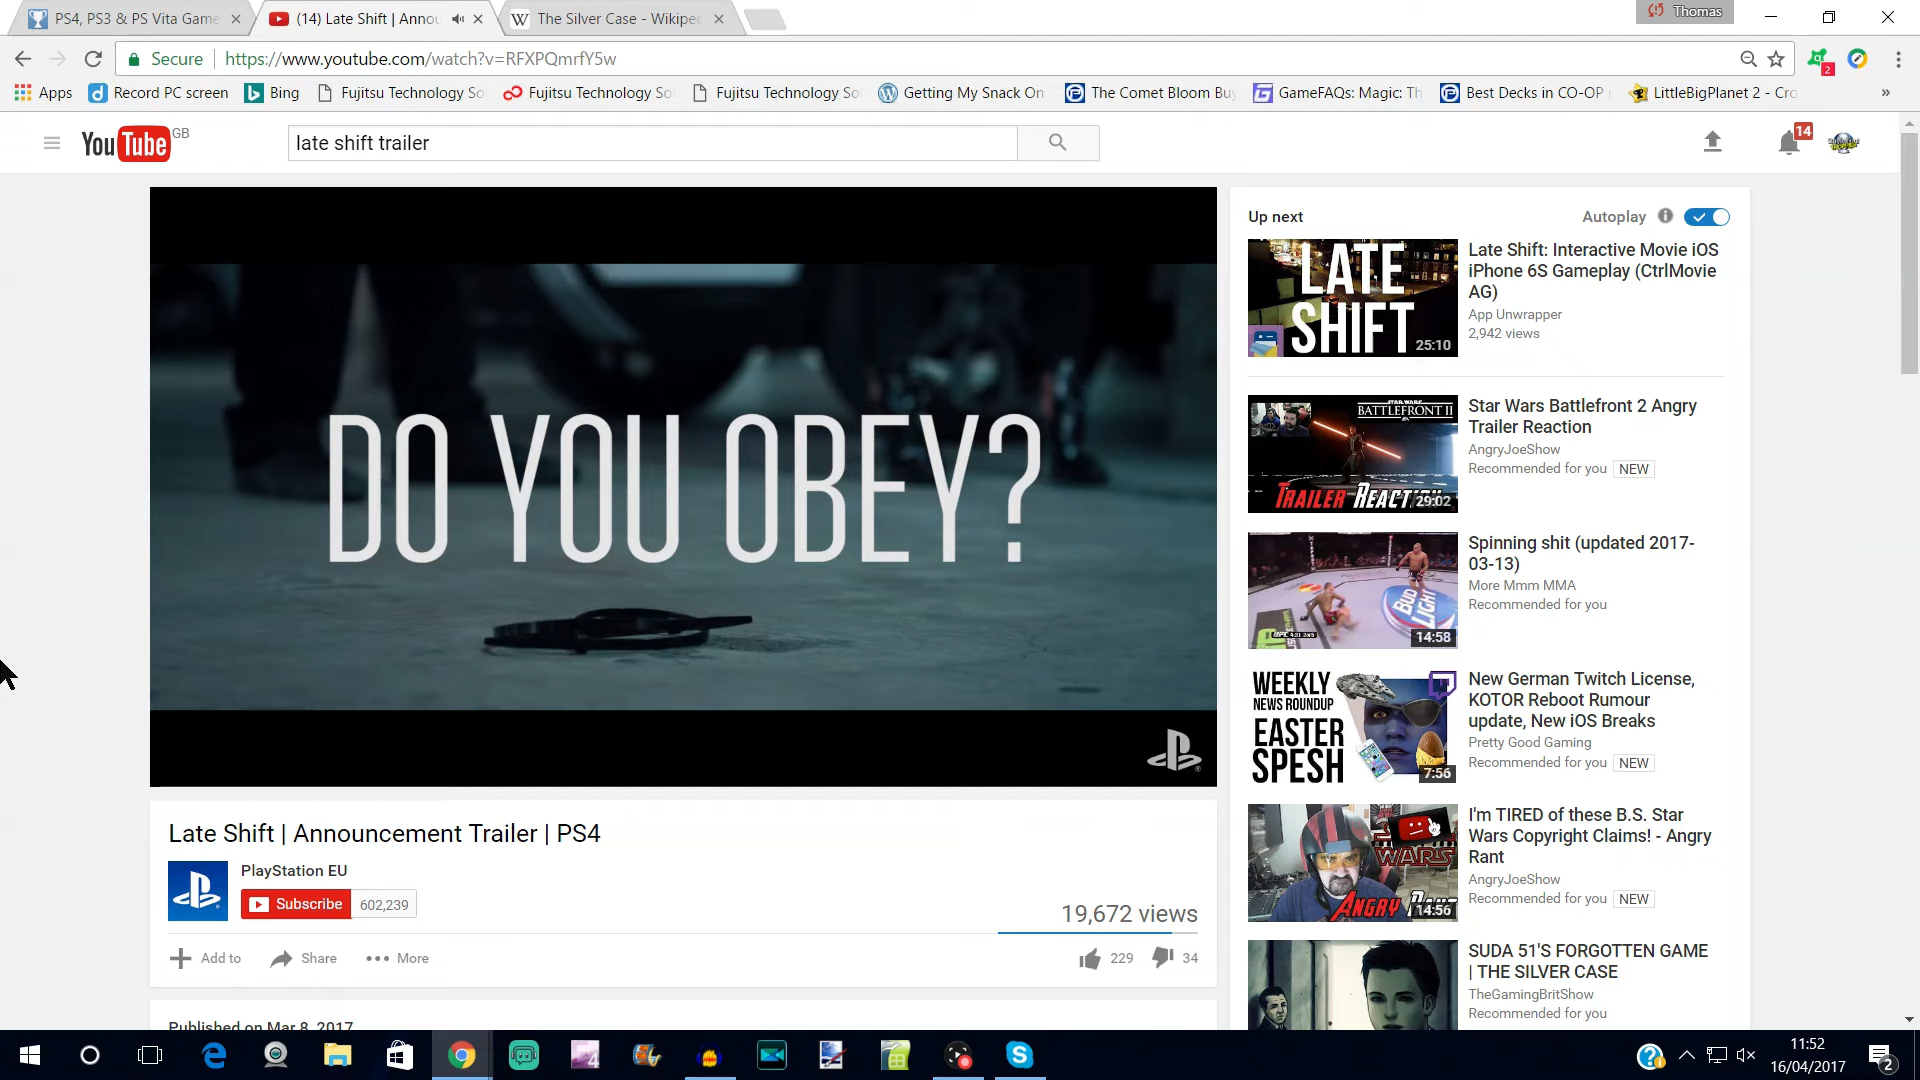 PS4, PS3 & PS Vita Game
(14) Late Shift | Annou
The Silver Case - Wikiped
Thomas
Secure
https://www.youtube.com/watch?v=RFXPQmrfY5w
2
Apps
Record PC screen
Bing
Fujitsu Technology So
Fujitsu Technology So
Fujitsu Technology So
Getting My Snack On
The Comet Bloom Bu
GameFAQs: Magic: Th
Best Decks in CO-OP
LittleBigPlanet 2 - Cro
»
YouTube GB
late shift trailer
14
DO YOU OBEY?
Late Shift | Announcement Trailer | PS4
PlayStation EU
Subscribe
602,239
19,672 views
Add to
Share
More
229
34
Published on Mar 8, 2017
Up next
Autoplay
LATE
SHIFT
25:10
Late Shift: Interactive Movie iOS
iPhone 6S Gameplay (CtrlMovie
AG)
App Unwrapper
2,942 views
STAR WARS
BATTLEFRONT II
TRAILER REACTION
29:02
Star Wars Battlefront 2 Angry
Trailer Reaction
AngryJoeShow
Recommended for you NEW
BUD
LIGHT
14:58
Spinning shit (updated 2017-
03-13)
More Mmm MMA
Recommended for you
WEEKLY
NEWS ROUNDUP
EASTER
SPESH
7:56
New German Twitch License,
KOTOR Reboot Rumour
update, New iOS Breaks
Pretty Good Gaming
Recommended for you NEW
WARS
ANGRY
14:56
I'm TIRED of these B.S. Star
Wars Copyright Claims! - Angry
Rant
AngryJoeShow
Recommended for you NEW
SUDA 51'S FORGOTTEN GAME
| THE SILVER CASE
TheGamingBritShow
Recommended for you
11:52
16/04/2017
2